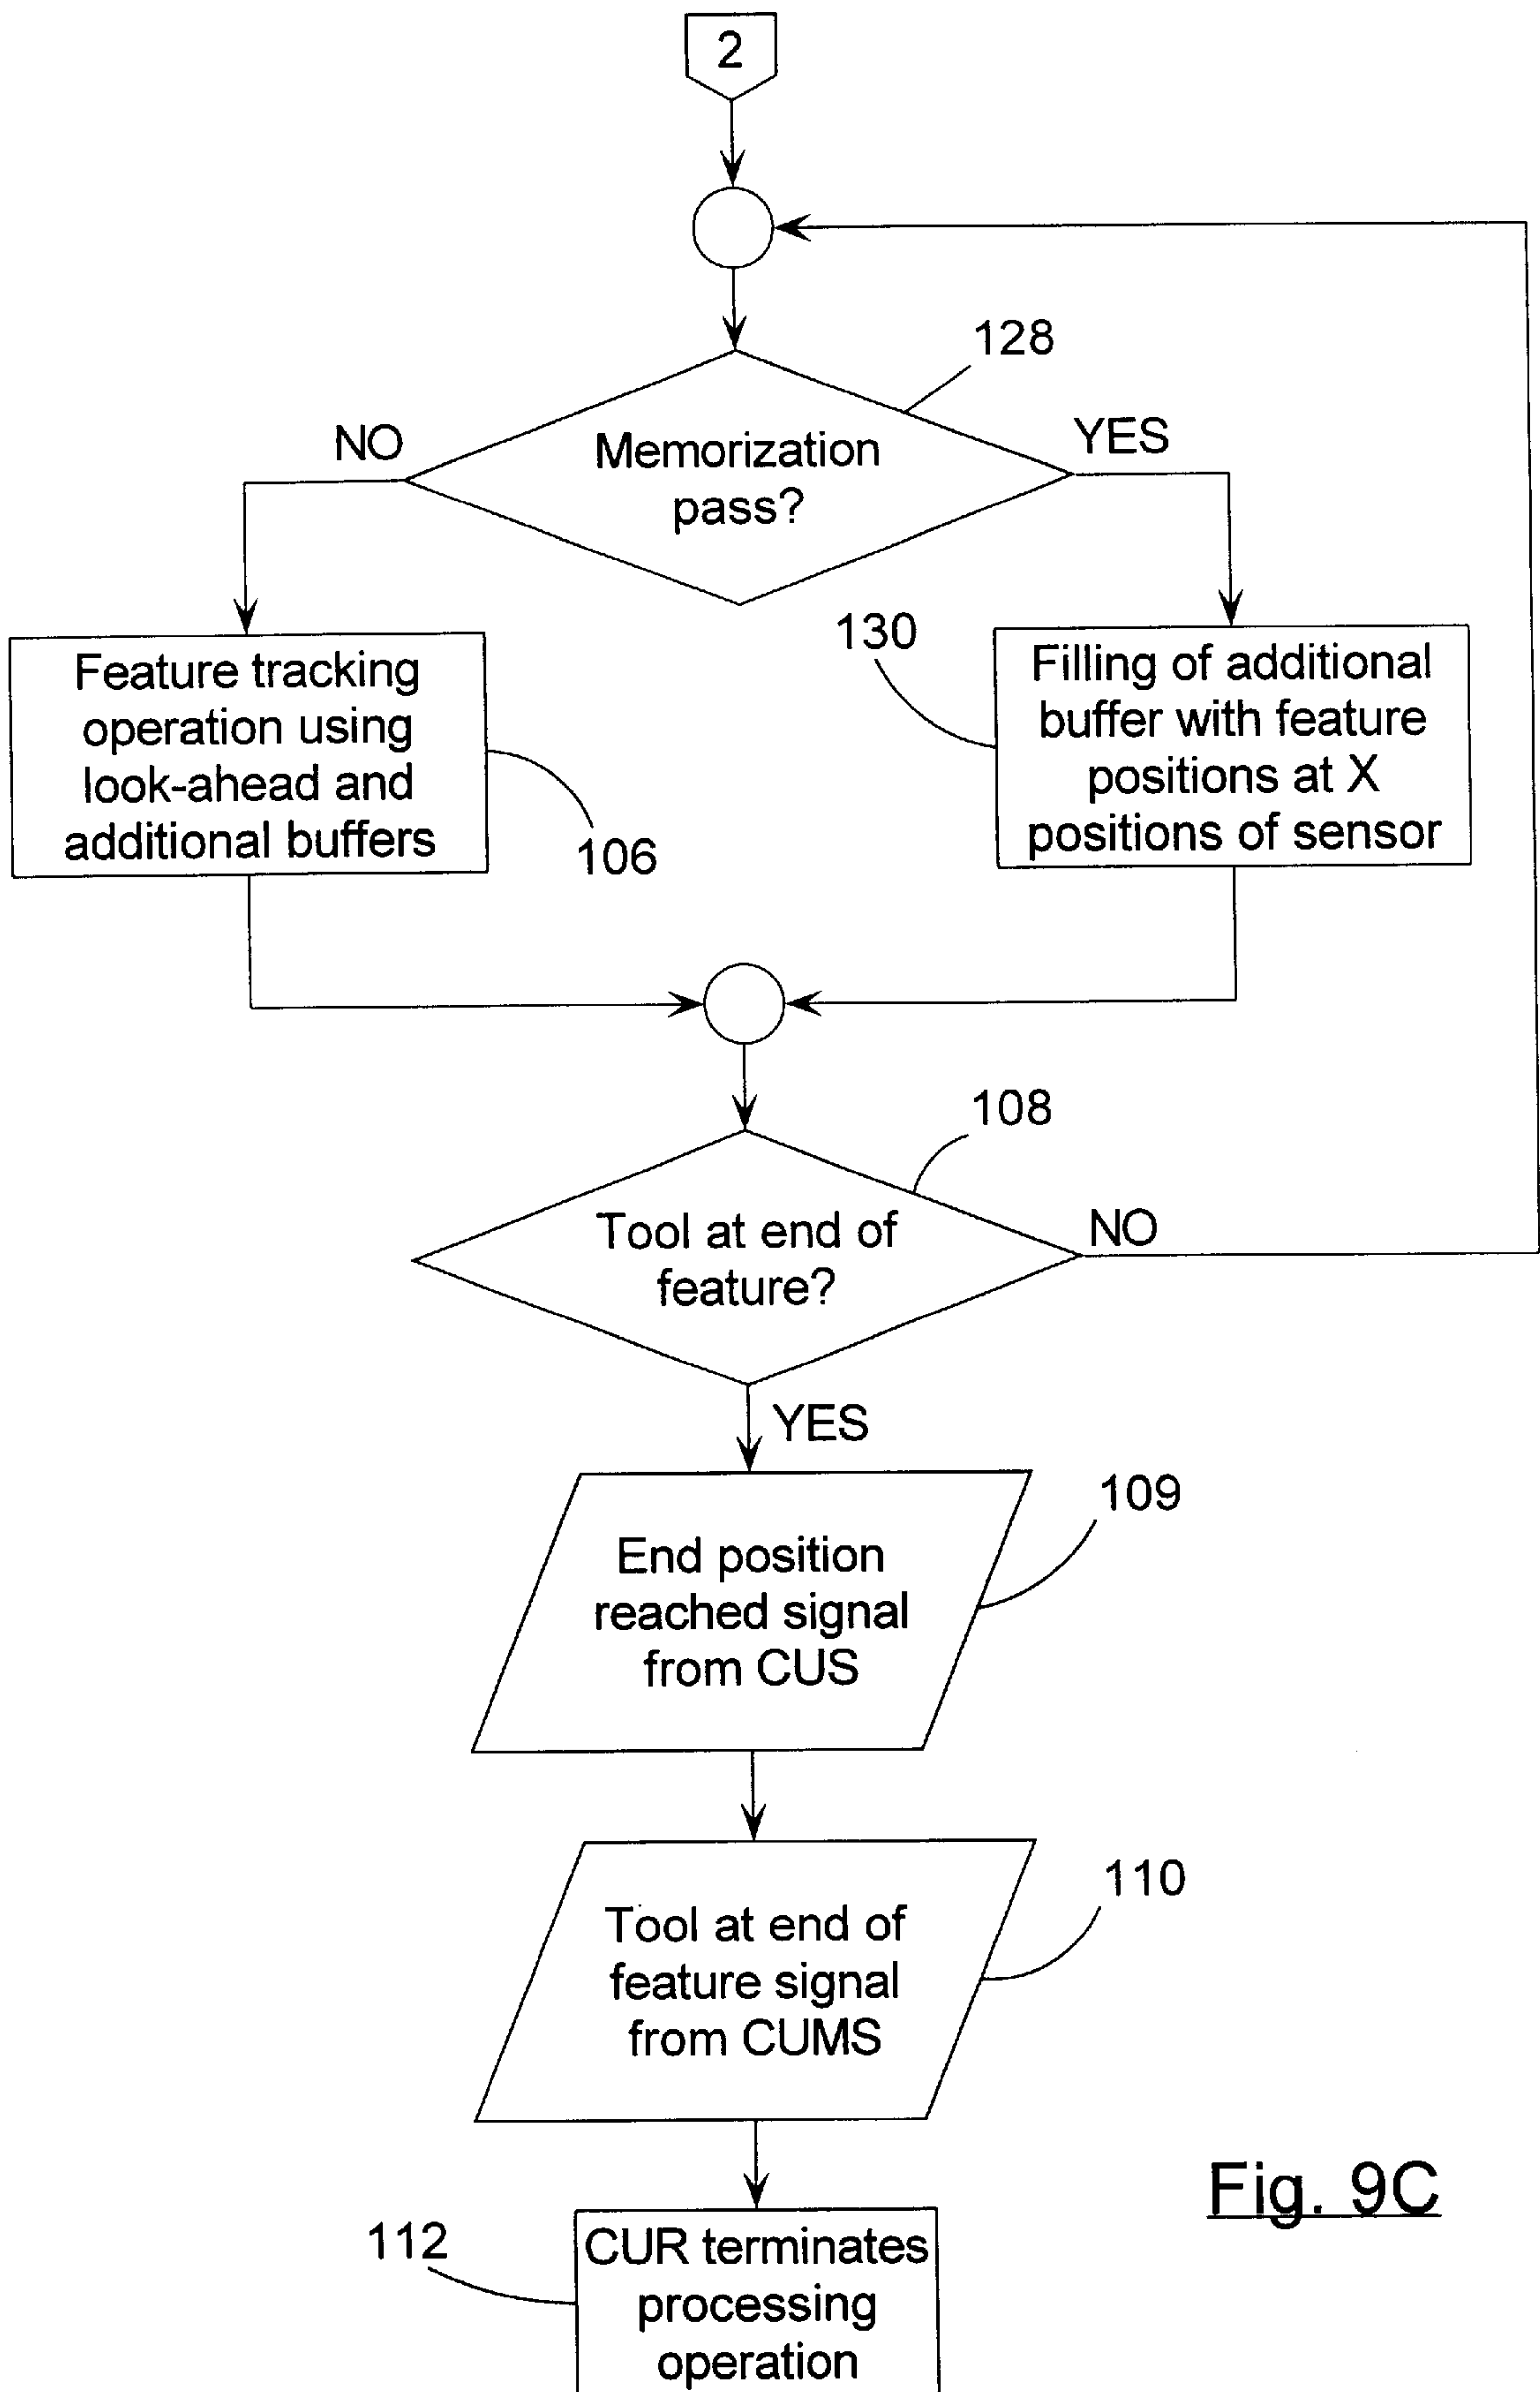 2
128
NO
YES
Memorization
pass?
130
Feature tracking
operation using
look-ahead and
additional buffers
106
Filling of additional
buffer with feature
positions at X
positions of sensor
108
Tool at end of
feature?
NO
YES
109
End position
reached signal
from CUS
110
Tool at end of
feature signal
from CUMS
112
CUR terminates
processing
operation
Fig. 9C